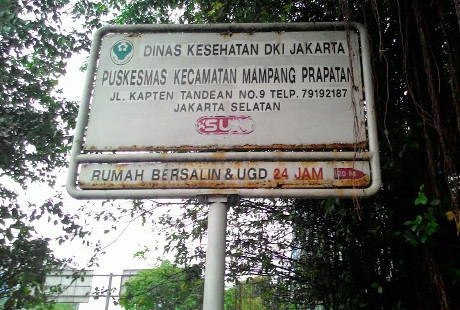 DINAS KESEHATAN DKI JAKARTA
PUSKESMAS KECAMATAN MAMPANG PRAPATAN
JL. KAPTEN TANDEAN NO.9 TELP. 79192187
JAKARTA SELATAN
RUMAH BERSALIN & UGD 24 JAM